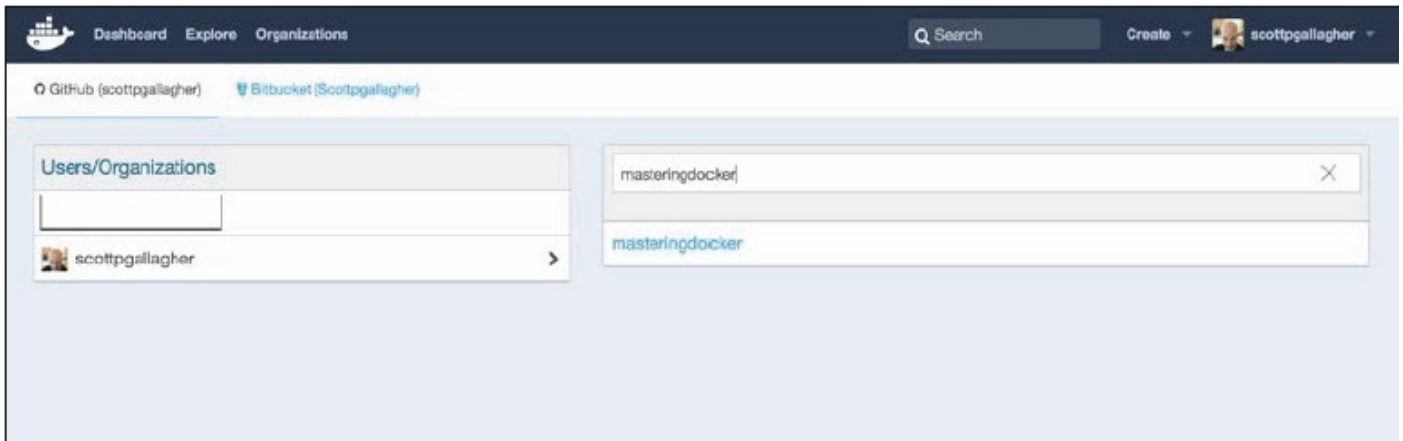 Dashboard Explore Organizations Search Create scottpgallagher
GitHub (scottpgallagher) Bitbucket (Scottpgallagher)
Users/Organizations
masteringdocker
scottpgallagher
masteringdocker